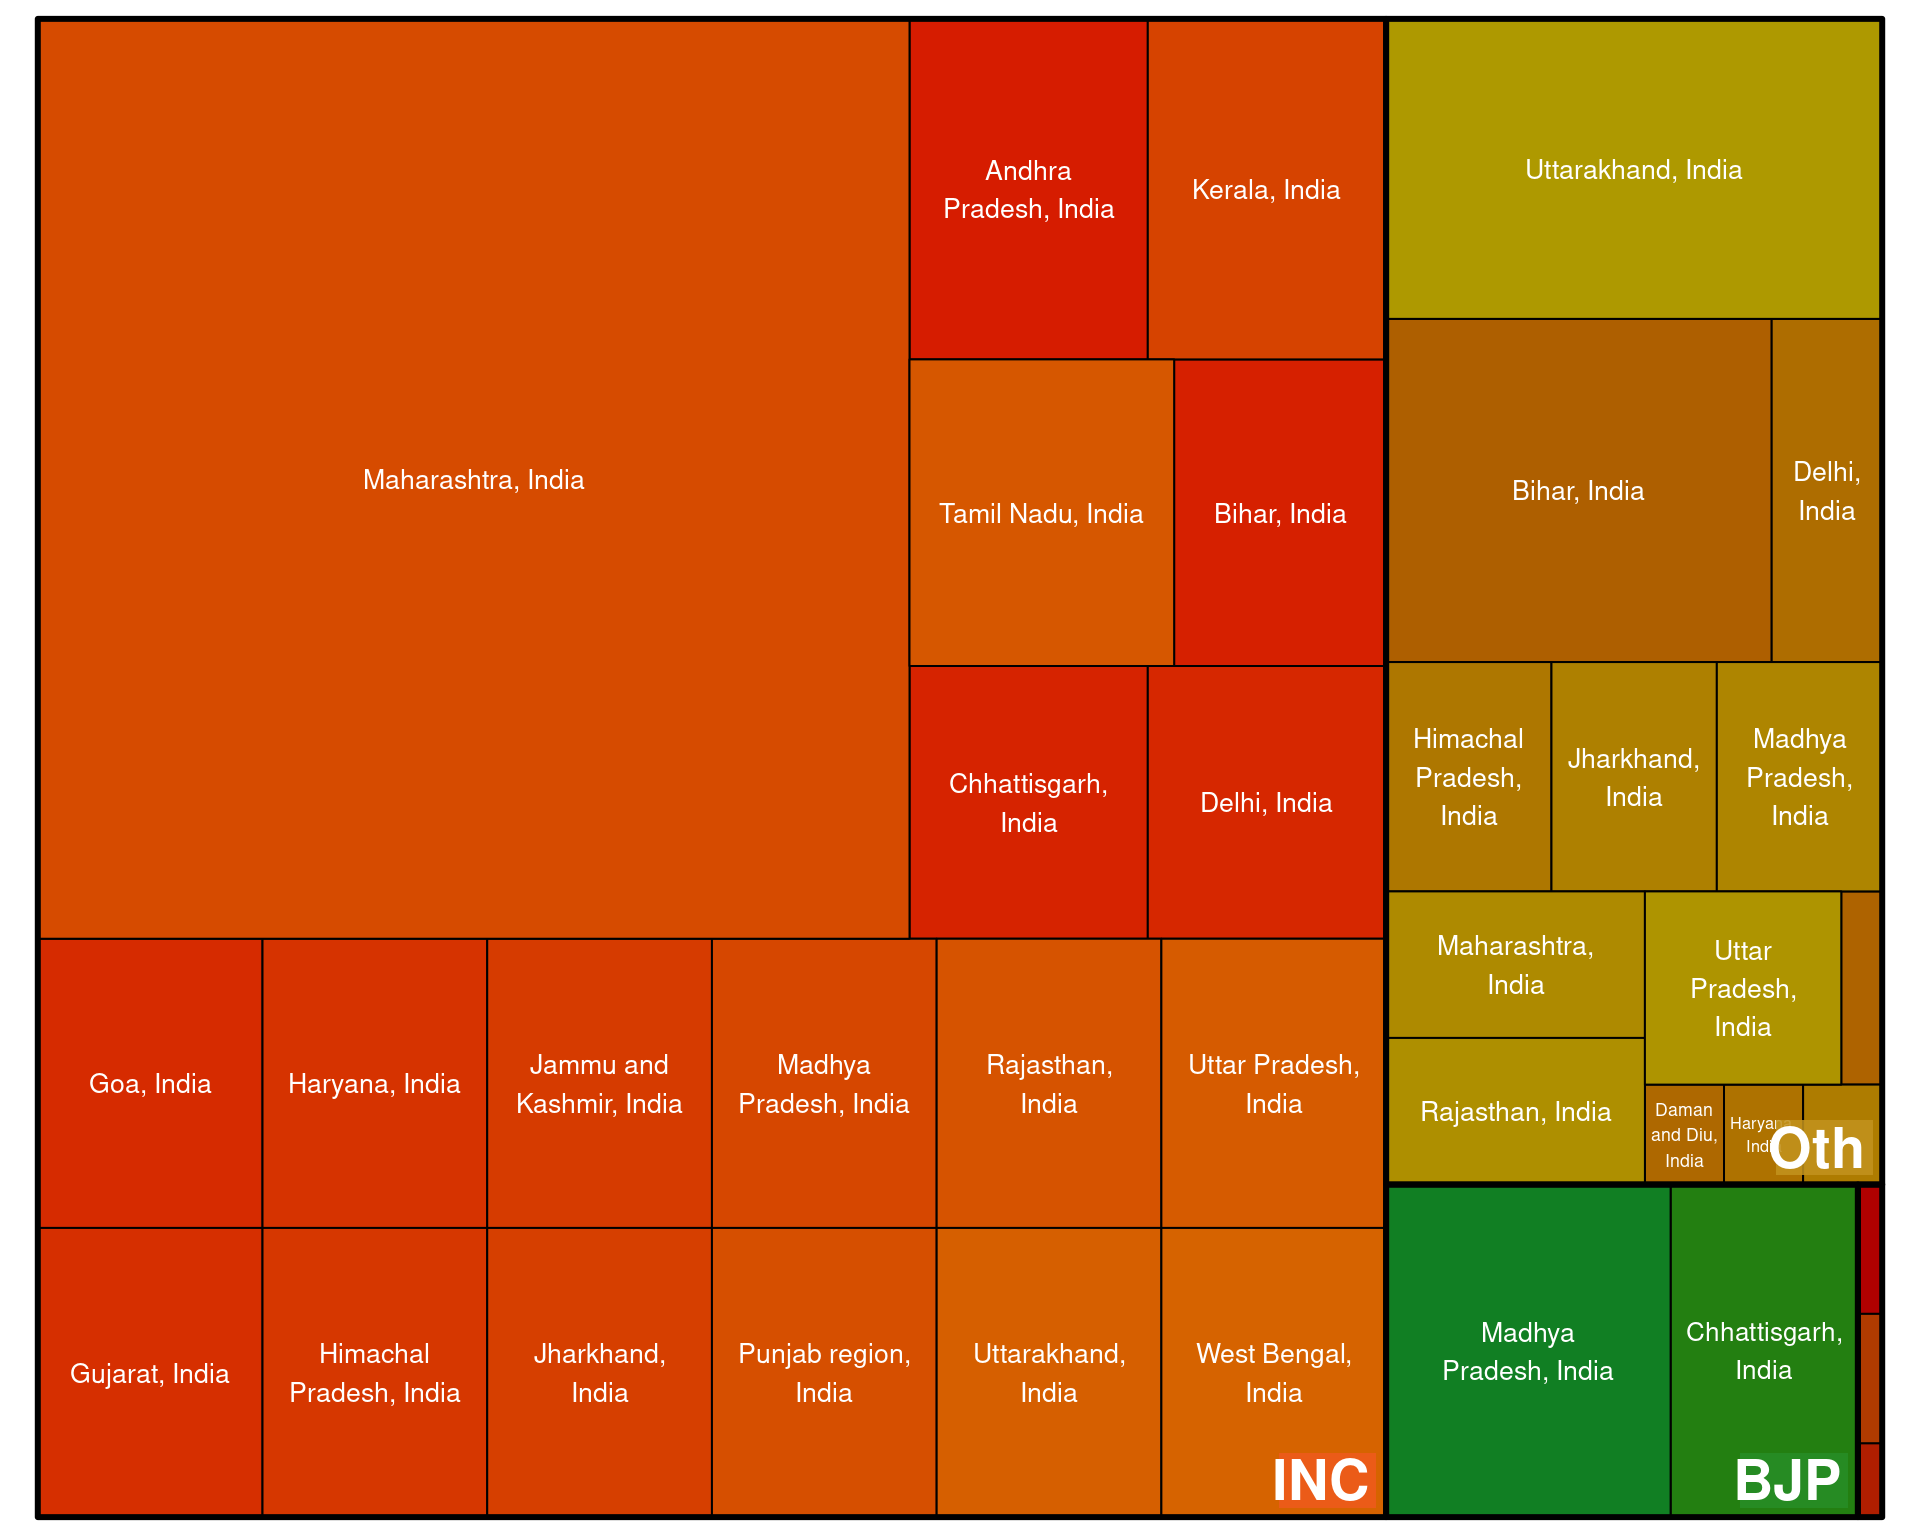 Maharashtra, India
Andhra
Pradesh, India
Kerala, India
Tamil Nadu, India
Bihar, India
Chhattisgarh,
India
Delhi, India
Goa, India
Haryana, India
Jammu and
Kashmir, India
Madhya
Pradesh, India
Rajasthan,
India
Uttar Pradesh,
India
Gujarat, India
Himachal
Pradesh, India
Jharkhand,
India
Punjab region,
India
Uttarakhand,
India
West Bengal,
India
INC
Uttarakhand, India
Bihar, India
Delhi,
India
Himachal
Pradesh,
India
Jharkhand,
India
Madhya
Pradesh,
India
Maharashtra,
India
Uttar
Pradesh,
India
Rajasthan, India
Daman
and Diu,
India
Haryana,
India
Oth
Madhya
Pradesh, India
Chhattisgarh,
India
BJP